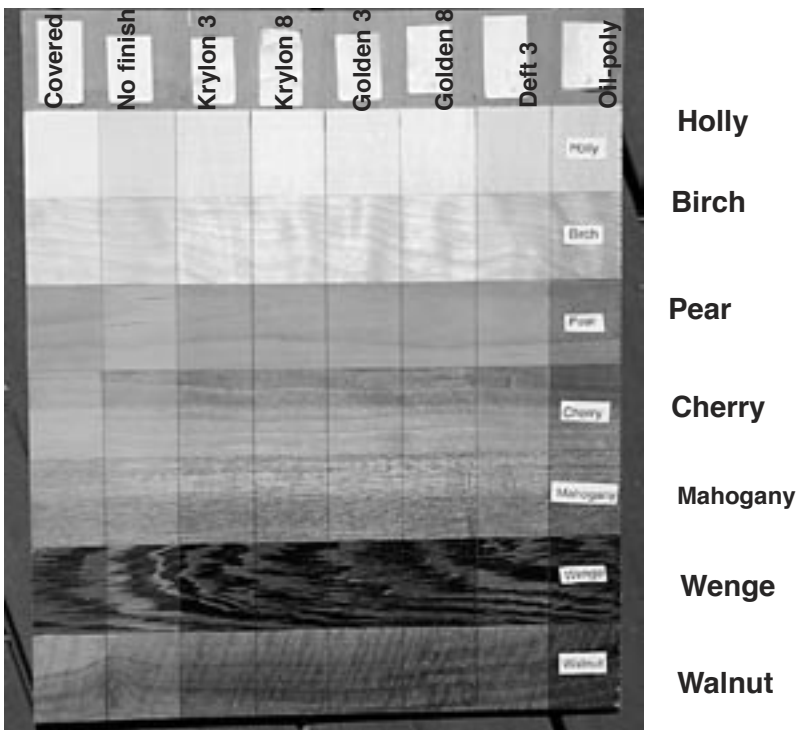 Covered
No finish
Krylon 3
Krylon 8
Golden 3
Golden 8
Deft 3
Oil-poly
Holly
Holly
Birch
Birch
Pear
Pear
Cherry
Cherry
Mahogany
Mahogany
Wenge
Wenge
Walnut
Walnut